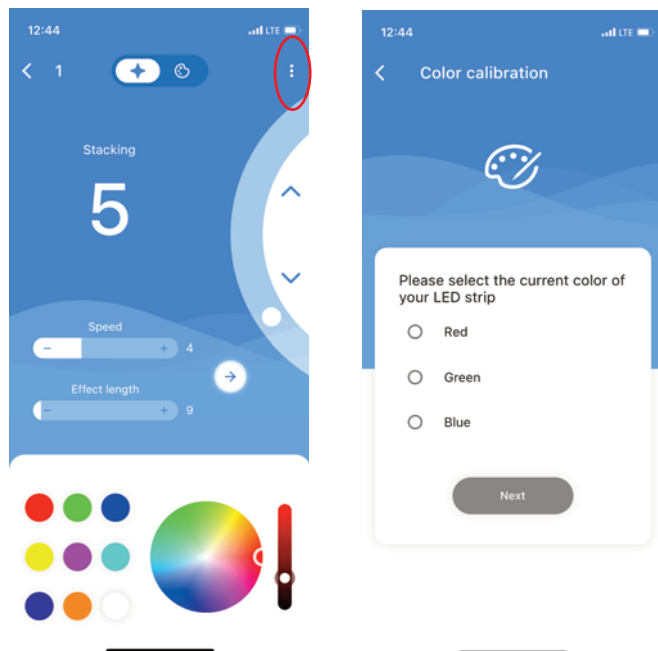 12:44
LTE
1
Stacking
5
Speed
4
Effect length
9
12:44
LTE
Color calibration
Please select the current color of
your LED strip
Red
Green
Blue
Next